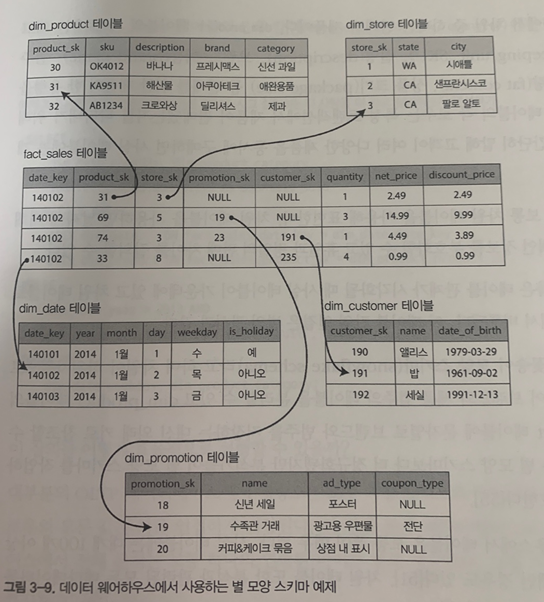 dim_product 테이블
product_sk sku description brand category
30 OK4012 바나나 프레시맥스 신선 과일
31 KA9511 해산물 아쿠아테크 애완용품
32 AB1234 크로와상 딜리셔스 제과
dim_store 테이블
store_sk state city
1 WA 시애틀
2 CA 샌프란시스코
3 CA 팔로 알토
fact_sales 테이블
date_key product_sk store_sk promotion_sk customer_sk quantity net_price discount_price
140102 31 3 NULL NULL 1 2.49 2.49
140102 69 5 19 NULL 3 14.99 9.99
140102 74 3 23 191 1 4.49 3.89
140102 33 8 NULL 235 4 0.99 0.99
dim_date 테이블
date_key year month day weekday is_holiday
140101 2014 1월 1 수 예
140102 2014 1월 2 목 아니오
140103 2014 1월 3 금 아니오
dim_customer 테이블
customer_sk name date_of_birth
190 앨리스 1979-03-29
191 밥 1961-09-02
192 세실 1991-12-13
dim_promotion 테이블
promotion_sk name ad_type coupon_type
18 신년 세일 포스터 NULL
19 수족관 거래 광고용 우편물 전단
20 커피&케이크 묶음 상점 내 표시 NULL
그림 3-9. 데이터 웨어하우스에서 사용하는 별 모양 스키마 예제